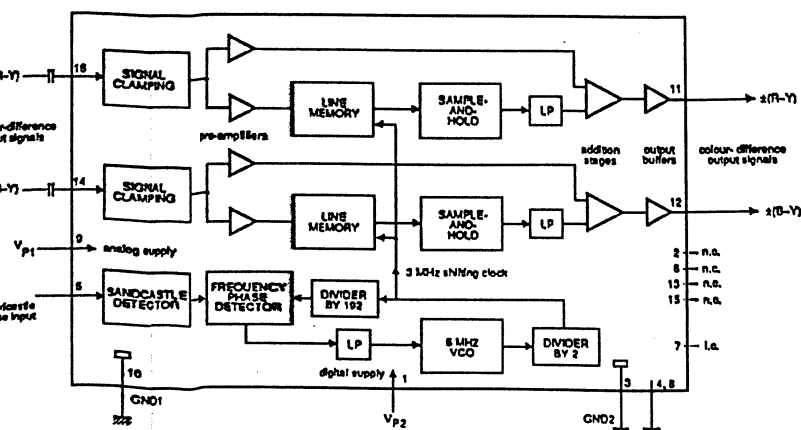 16
SIGNAL CLAMPING
pre-amplifiers
LINE MEMORY
SAMPLE-AND-HOLD
LP
addition stages
11
output buffers
±(R–Y)
colour-difference output signals
14
SIGNAL CLAMPING
LINE MEMORY
SAMPLE-AND-HOLD
LP
12
±(B–Y)
VP1
9
analog supply
3 MHz shifting clock
2 n.c.
6 n.c.
13 n.c.
15 n.c.
7 i.c.
5
SANDCASTLE DETECTOR
FREQUENCY PHASE DETECTOR
DIVIDER BY 192
LP
6 MHz VCO
DIVIDER BY 2
digital supply
1
VP2
10
GND1
3
GND2
4, 8